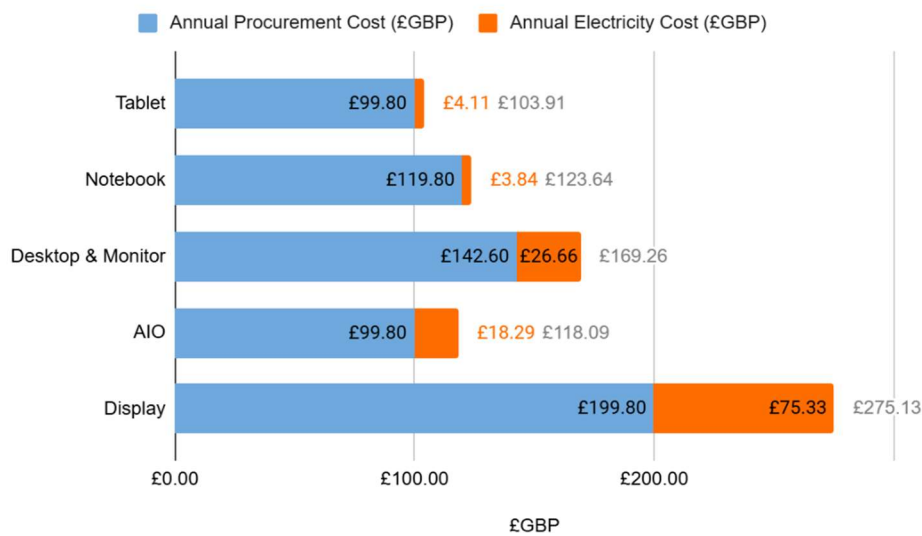 Annual Procurement Cost (£GBP) Annual Electricity Cost (£GBP)
Tablet £99.80 £4.11 £103.91
Notebook £119.80 £3.84 £123.64
Desktop & Monitor £142.60 £26.66 £169.26
AIO £99.80 £18.29 £118.09
Display £199.80 £75.33 £275.13
£0.00 £100.00 £200.00
£GBP